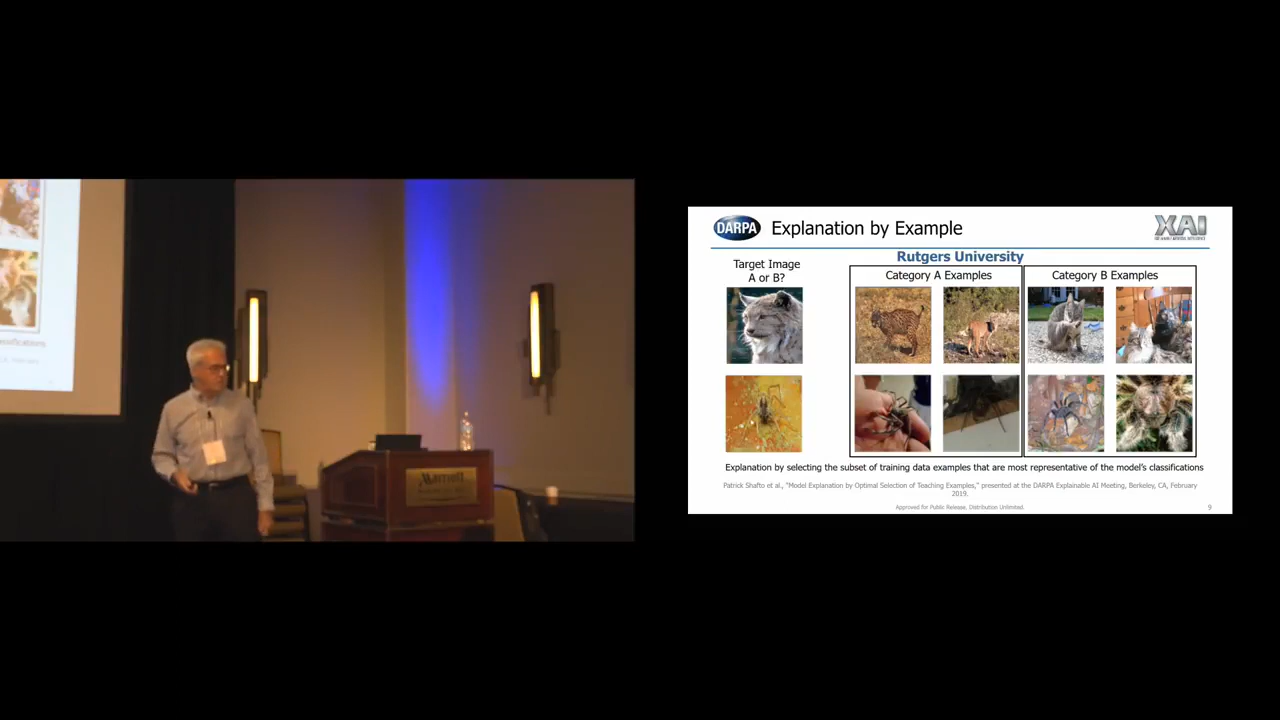 DARPA
Explanation by Example
XAI
Rutgers University
Target Image
A or B?
Category A Examples
Category B Examples
Explanation by selecting the subset of training data examples that are most representative of the model's classifications
Patrick Shafto et al., "Model Explanation by Optimal Selection of Teaching Examples," presented at the DARPA Explainable AI Meeting, Berkeley, CA, February
2019.
Approved for Public Release, Distribution Unlimited.
9
Marriott